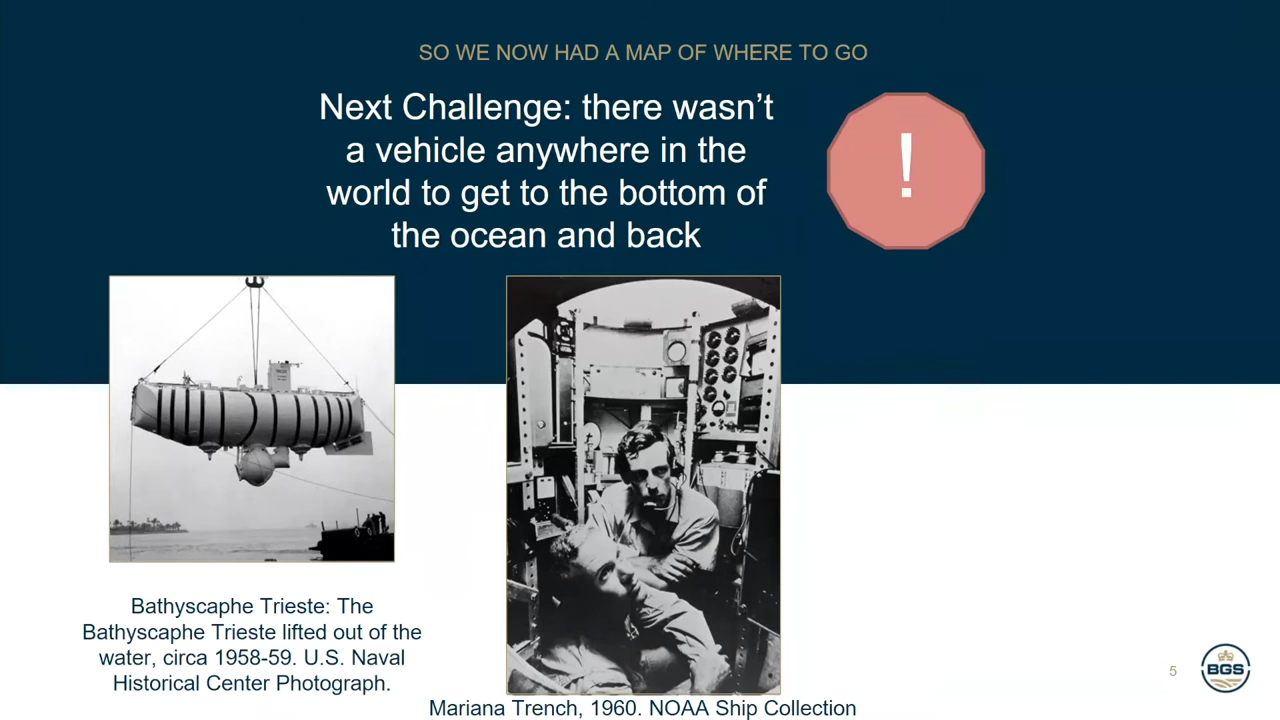 SO WE NOW HAD A MAP OF WHERE TO GO
Next Challenge: there wasn’t
a vehicle anywhere in the
world to get to the bottom of
the ocean and back
!
Bathyscaphe Trieste: The
Bathyscaphe Trieste lifted out of the
water, circa 1958-59. U.S. Naval
Historical Center Photograph.
Mariana Trench, 1960. NOAA Ship Collection
5
BGS